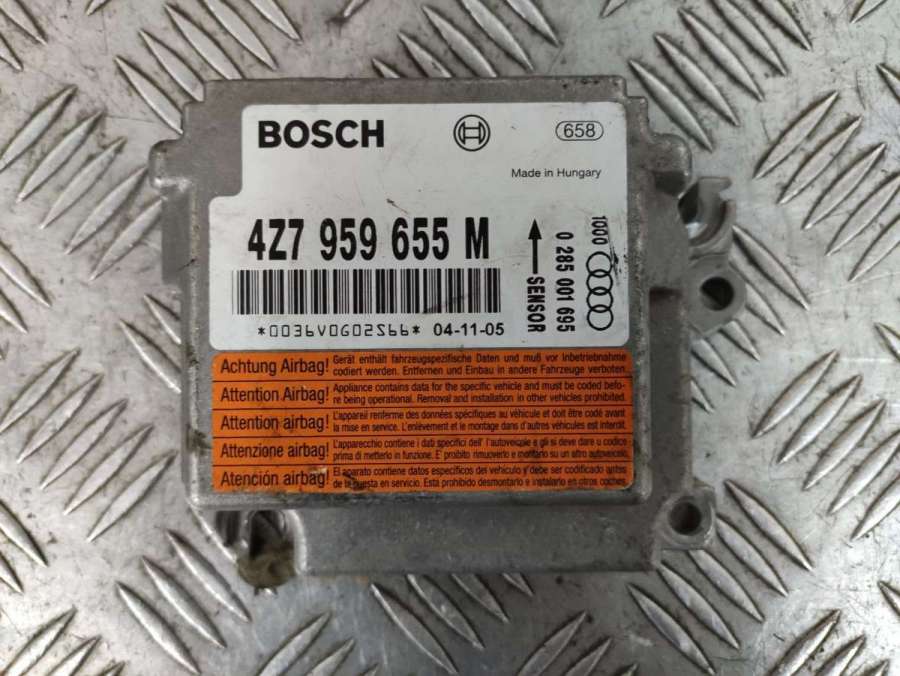 BOSCH
658
Made in Hungary
4Z7 959 655 M
SENSOR
0 285 001 695
1000
*0036V0G02S66* 04-11-05
Achtung Airbag! Gerät enthält fahrzeugspezifische Daten und muß vor Inbetriebnahme
codiert werden. Entfernen und Einbau in andere Fahrzeuge verboten.
Attention Airbag! Appliance contains data for the specific vehicle and must be coded befo-
re being operational. Removal and installation in other vehicles prohibited.
Attention airbag! L'appareil renferme des données spécifiques au véhicule et doit être codé avant
la mise en service. L'enlèvement et le montage dans d'autres véhicules est interdit.
Attenzione airbag! L'apparecchio contiene i dati specifici dell' l'autoveicolo e gli si deve dare u codice
prima di metterlo in funzione. E' proibito rimuoverlo e montarlo su un altro autoveicolo.
Atención airbag! El aparato contiene datos específicos del vehículo y debe ser codificado antes
de la puesta en servicio. Está prohibido desmontarlo e instalarlo en otros coches.